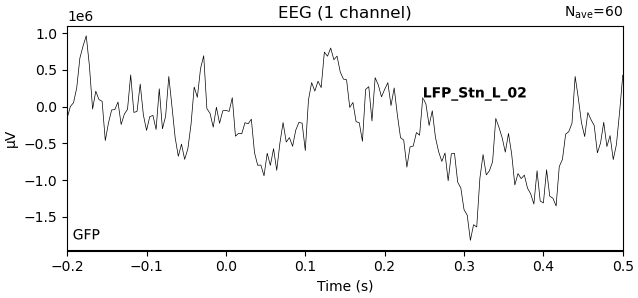 EEG (1 channel)
N_ave=60
1e6
1.0
0.5
0.0
−0.5
−1.0
−1.5
µV
LFP_Stn_L_02
GFP
−0.2 −0.1 0.0 0.1 0.2 0.3 0.4 0.5
Time (s)